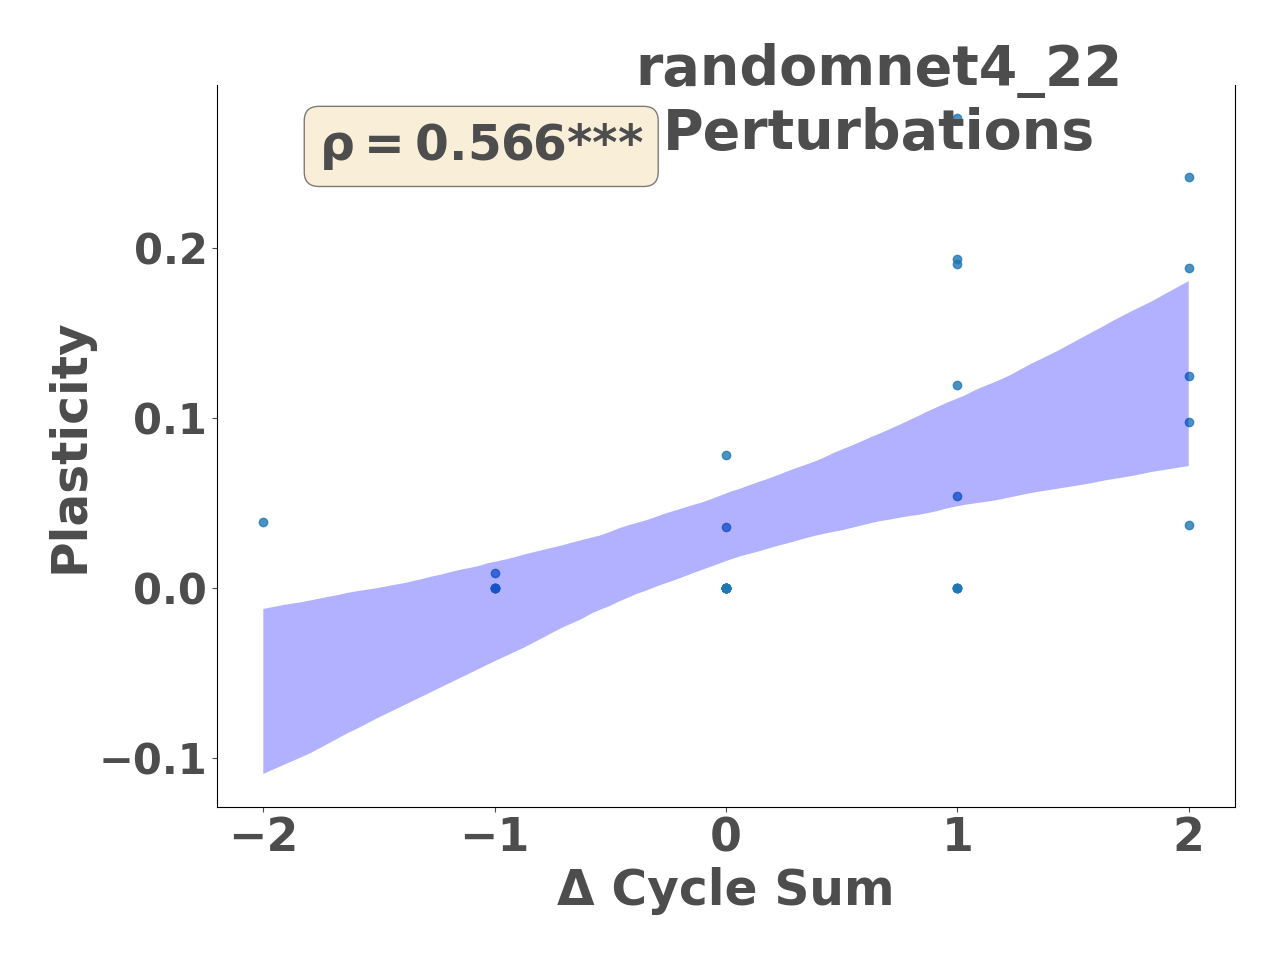 randomnet4_22
Perturbations
ρ = 0.566***
Plasticity
0.2
0.1
0.0
−0.1
−2
−1
0
1
2
Δ Cycle Sum